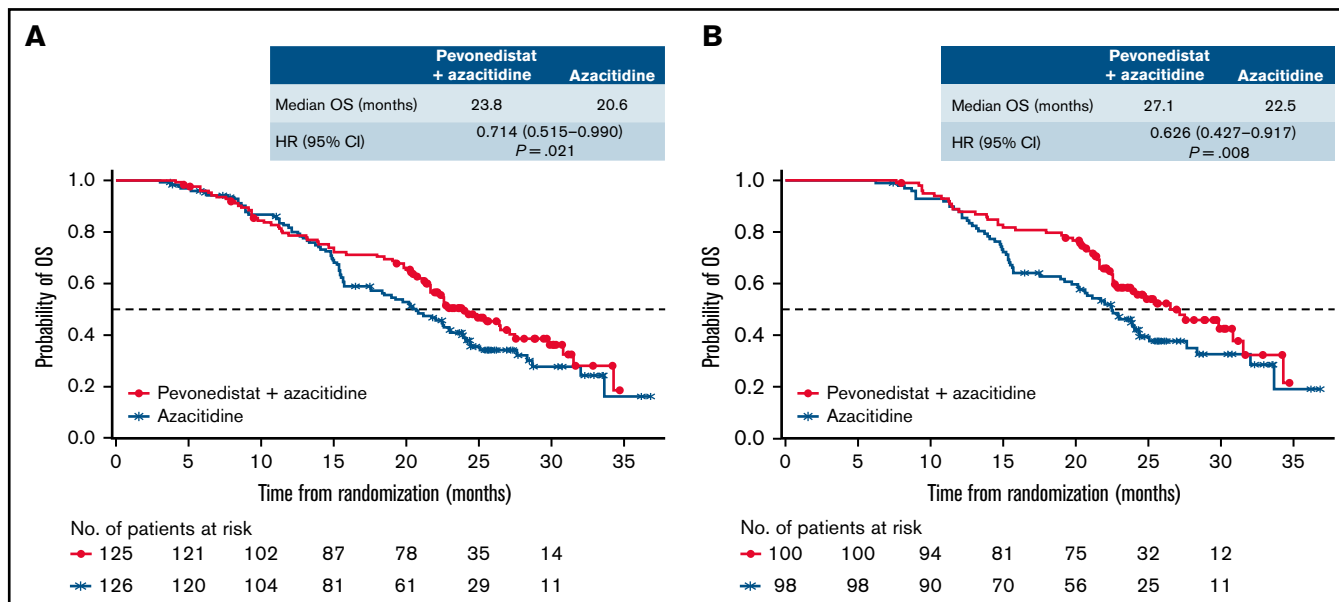 A
Pevonedistat
+ azacitidine Azacitidine
Median OS (months) 23.8 20.6
HR (95% CI) 0.714 (0.515–0.990)
P = .021
Probability of OS
1.0
0.8
0.6
0.4
0.2
0.0
Pevonedistat + azacitidine
Azacitidine
0 5 10 15 20 25 30 35
Time from randomization (months)
No. of patients at risk
125 121 102 87 78 35 14
126 120 104 81 61 29 11
B
Pevonedistat
+ azacitidine Azacitidine
Median OS (months) 27.1 22.5
HR (95% CI) 0.626 (0.427–0.917)
P = .008
Probability of OS
1.0
0.8
0.6
0.4
0.2
0.0
Pevonedistat + azacitidine
Azacitidine
0 5 10 15 20 25 30 35
Time from randomization (months)
No. of patients at risk
100 100 94 81 75 32 12
98 98 90 70 56 25 11